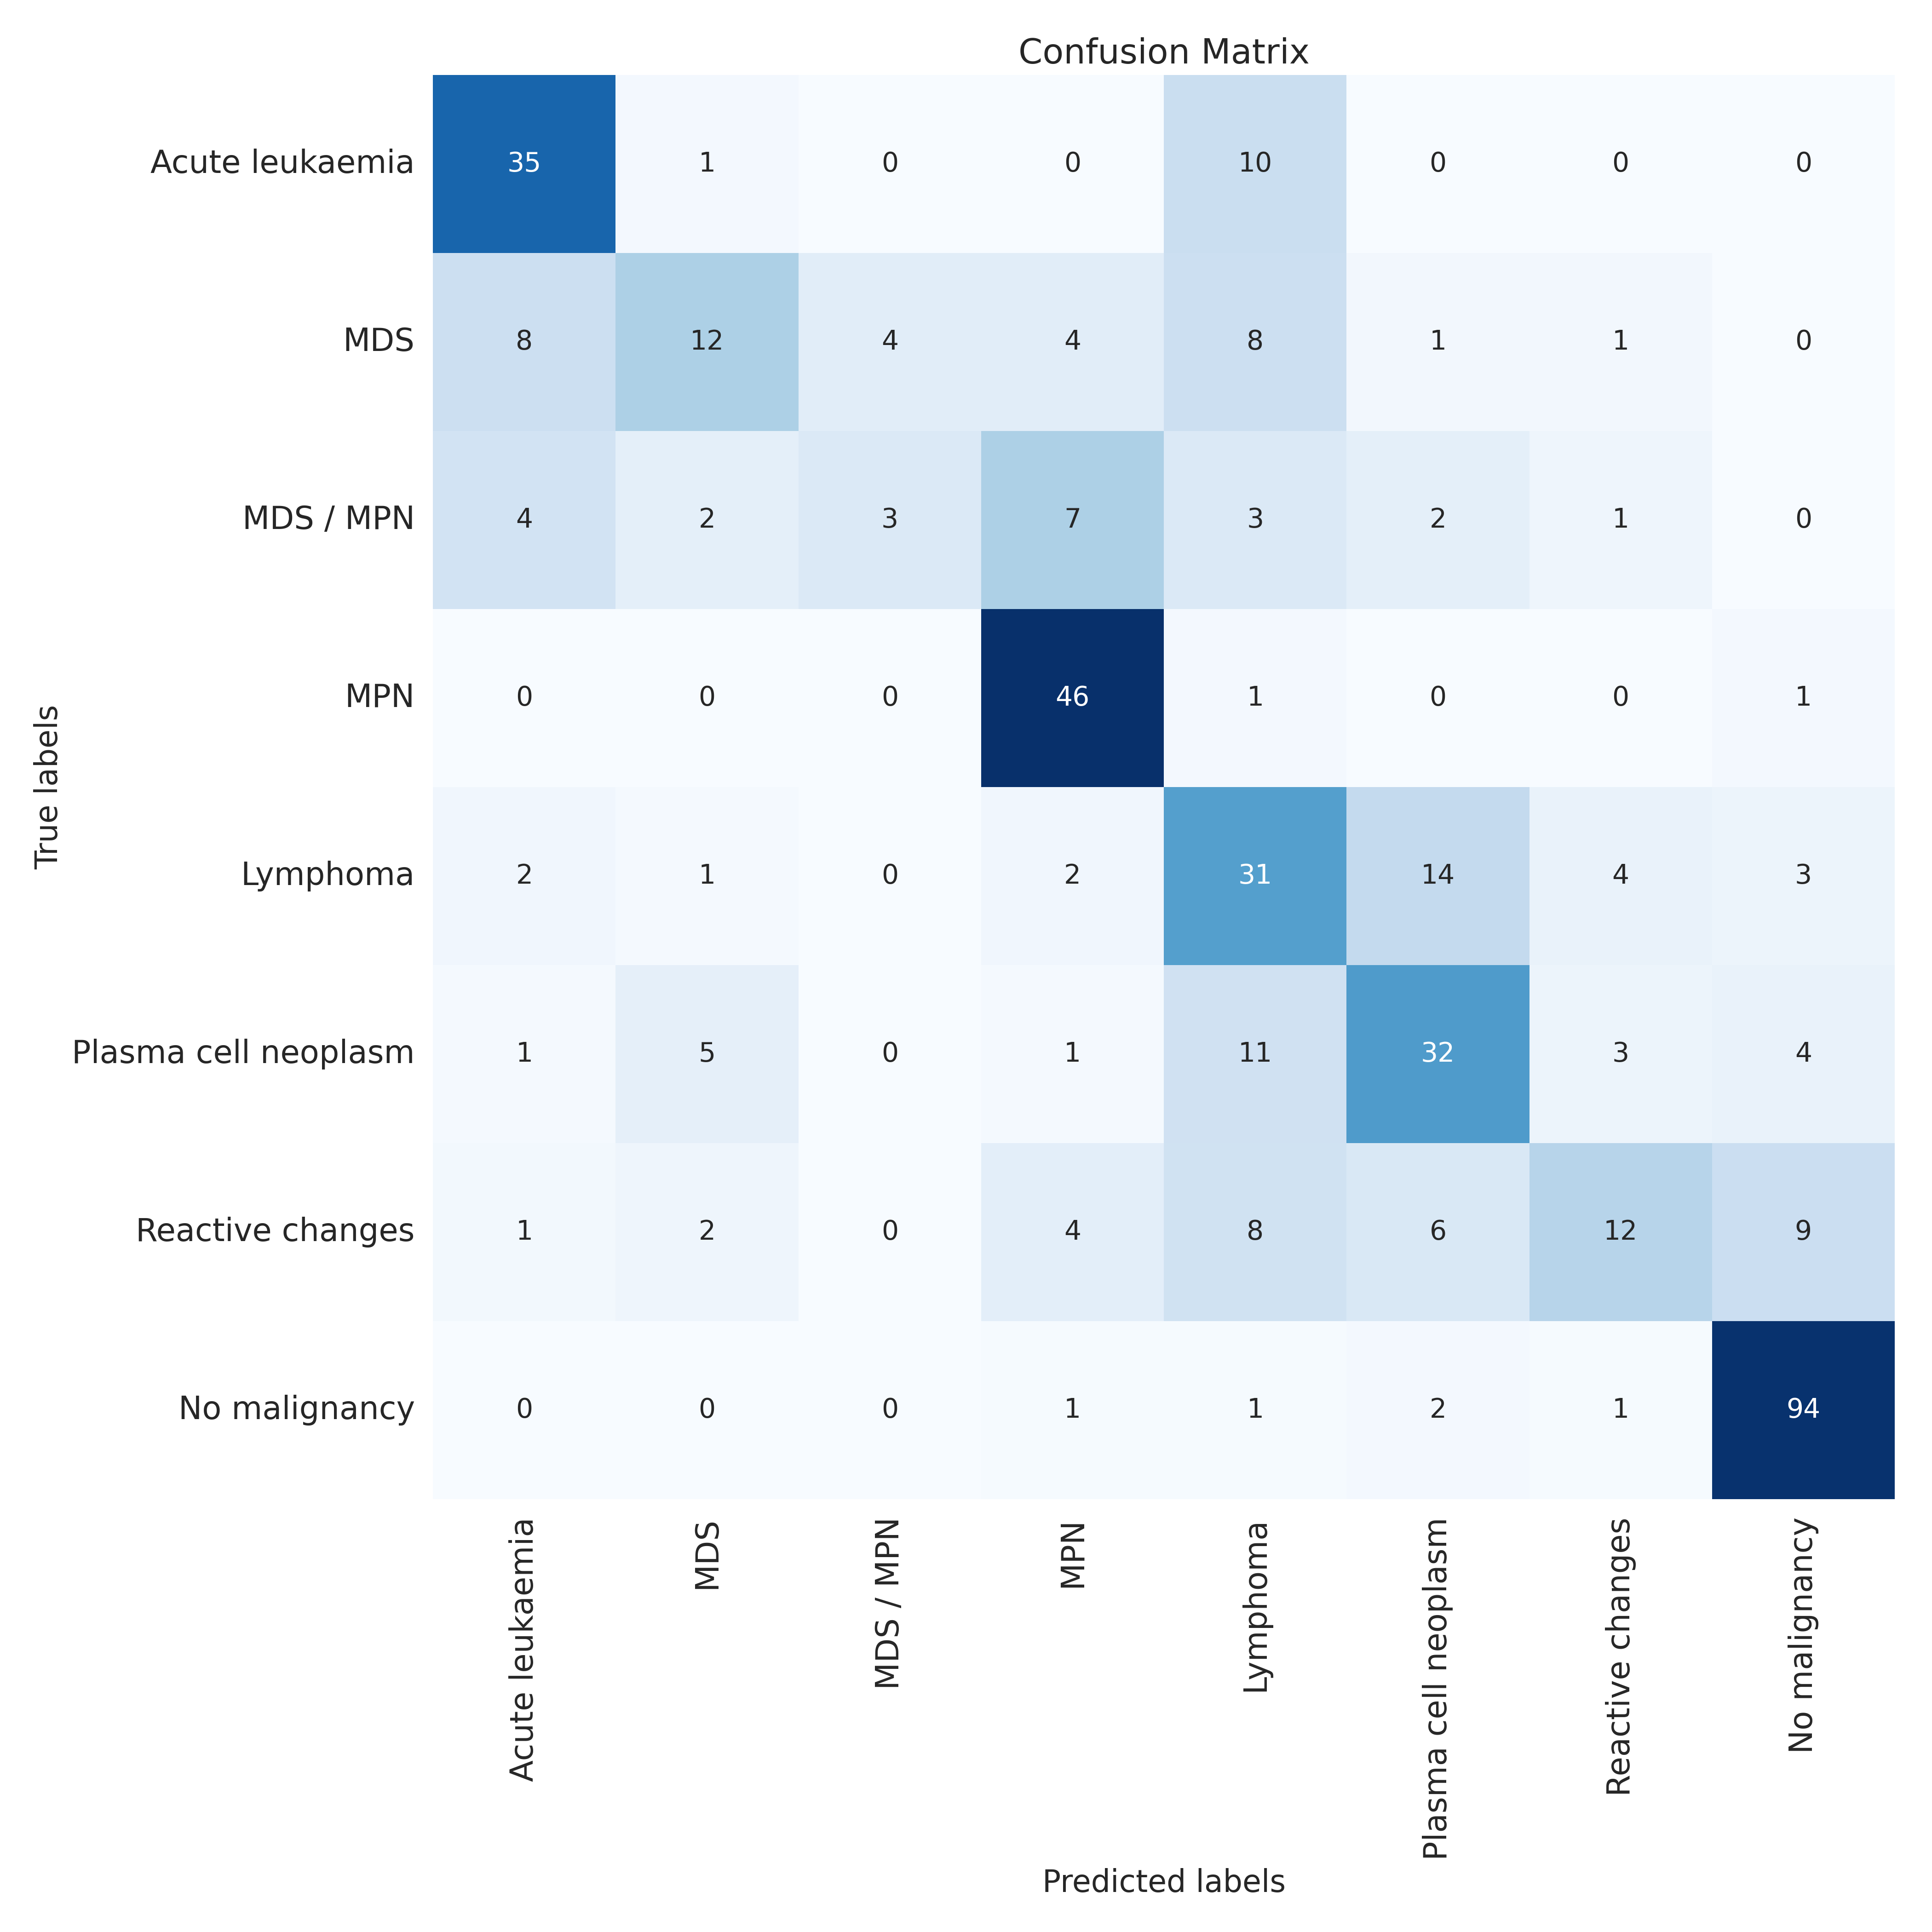 Confusion Matrix
Acute leukaemia 35 1 0 0 10 0 0 0
MDS 8 12 4 4 8 1 1 0
MDS / MPN 4 2 3 7 3 2 1 0
MPN 0 0 0 46 1 0 0 1
Lymphoma 2 1 0 2 31 14 4 3
Plasma cell neoplasm 1 5 0 1 11 32 3 4
Reactive changes 1 2 0 4 8 6 12 9
No malignancy 0 0 0 1 1 2 1 94
True labels
Acute leukaemia
MDS
MDS / MPN
MPN
Lymphoma
Plasma cell neoplasm
Reactive changes
No malignancy
Predicted labels